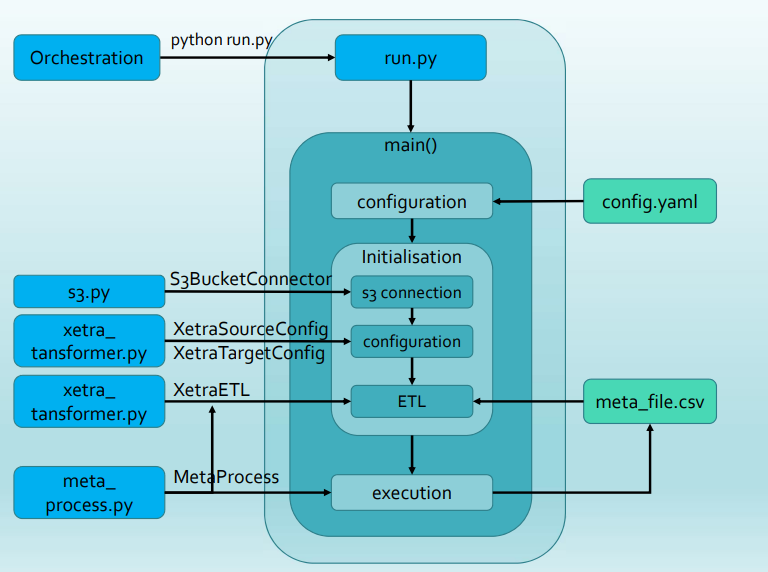 python run.py
Orchestration
run.py
main()
configuration
config.yaml
Initialisation
S3BucketConnector
s3.py
s3 connection
xetra_
tansformer.py
XetraSourceConfig
XetraTargetConfig
configuration
xetra_
tansformer.py
XetraETL
ETL
meta_file.csv
meta_
process.py
MetaProcess
execution